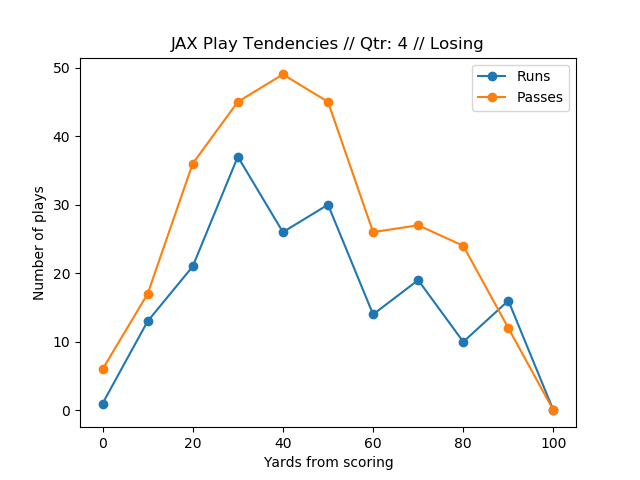 JAX Play Tendencies // Qtr: 4 // Losing
Runs
Passes
50
40
30
20
10
0
Number of plays
0 20 40 60 80 100
Yards from scoring